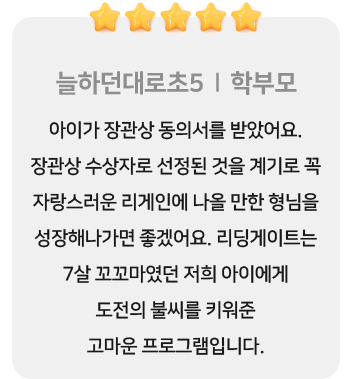 늘하던대로초5 | 학부모
아이가 장관상 동의서를 받았어요.
장관상 수상자로 선정된 것을 계기로 꼭
자랑스러운 리게인에 나올 만한 형님을
성장해나가면 좋겠어요. 리딩게이트는
7살 꼬꼬마였던 저희 아이에게
도전의 불씨를 키워준
고마운 프로그램입니다.